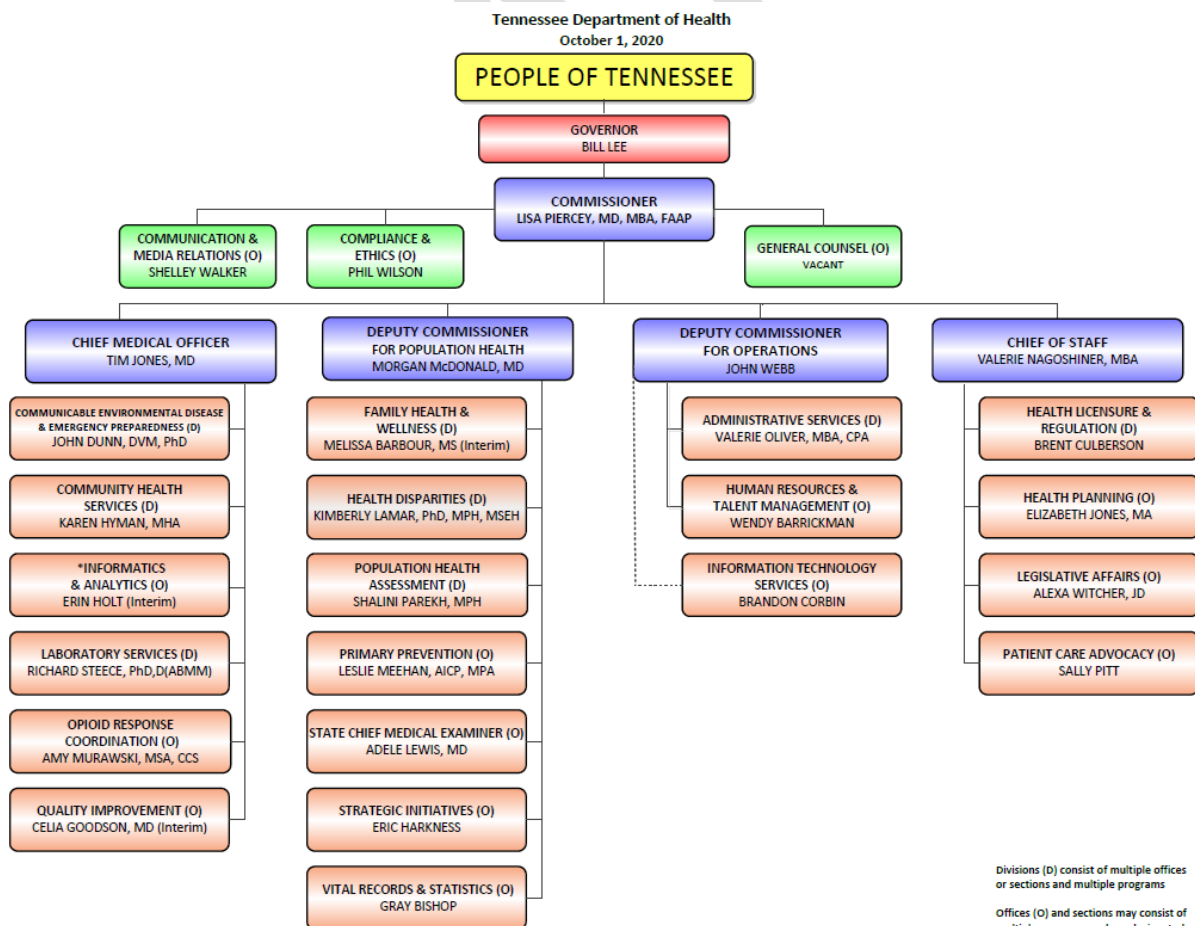 Tennessee Department of Health
October 1, 2020
PEOPLE OF TENNESSEE
GOVERNOR
BILL LEE
COMMISSIONER
LISA PIERCEY, MD, MBA, FAAP
COMMUNICATION &
MEDIA RELATIONS (O)
SHELLEY WALKER
COMPLIANCE &
ETHICS (O)
PHIL WILSON
GENERAL COUNSEL (O)
VACANT
CHIEF MEDICAL OFFICER
TIM JONES, MD
COMMUNICABLE ENVIRONMENTAL DISEASE
& EMERGENCY PREPAREDNESS (D)
JOHN DUNN, DVM, PhD
COMMUNITY HEALTH
SERVICES (D)
KAREN HYMAN, MHA
*INFORMATICS
& ANALYTICS (O)
ERIN HOLT (Interim)
LABORATORY SERVICES (D)
RICHARD STEECE, PhD,D(ABMM)
OPIOID RESPONSE
COORDINATION (O)
AMY MURAWSKI, MSA, CCS
QUALITY IMPROVEMENT (O)
CELIA GOODSON, MD (Interim)
DEPUTY COMMISSIONER
FOR POPULATION HEALTH
MORGAN McDONALD, MD
FAMILY HEALTH &
WELLNESS (D)
MELISSA BARBOUR, MS (Interim)
HEALTH DISPARITIES (D)
KIMBERLY LAMAR, PhD, MPH, MSEH
POPULATION HEALTH
ASSESSMENT (D)
SHALINI PAREKH, MPH
PRIMARY PREVENTION (O)
LESLIE MEEHAN, AICP, MPA
STATE CHIEF MEDICAL EXAMINER (O)
ADELE LEWIS, MD
STRATEGIC INITIATIVES (O)
ERIC HARKNESS
VITAL RECORDS & STATISTICS (O)
GRAY BISHOP
DEPUTY COMMISSIONER
FOR OPERATIONS
JOHN WEBB
ADMINISTRATIVE SERVICES (D)
VALERIE OLIVER, MBA, CPA
HUMAN RESOURCES &
TALENT MANAGEMENT (O)
WENDY BARRICKMAN
INFORMATION TECHNOLOGY
SERVICES (O)
BRANDON CORBIN
CHIEF OF STAFF
VALERIE NAGOSHINER, MBA
HEALTH LICENSURE &
REGULATION (D)
BRENT CULBERSON
HEALTH PLANNING (O)
ELIZABETH JONES, MA
LEGISLATIVE AFFAIRS (O)
ALEXA WITCHER, JD
PATIENT CARE ADVOCACY (O)
SALLY PITT
Divisions (D) consist of multiple offices
or sections and multiple programs
Offices (O) and sections may consist of